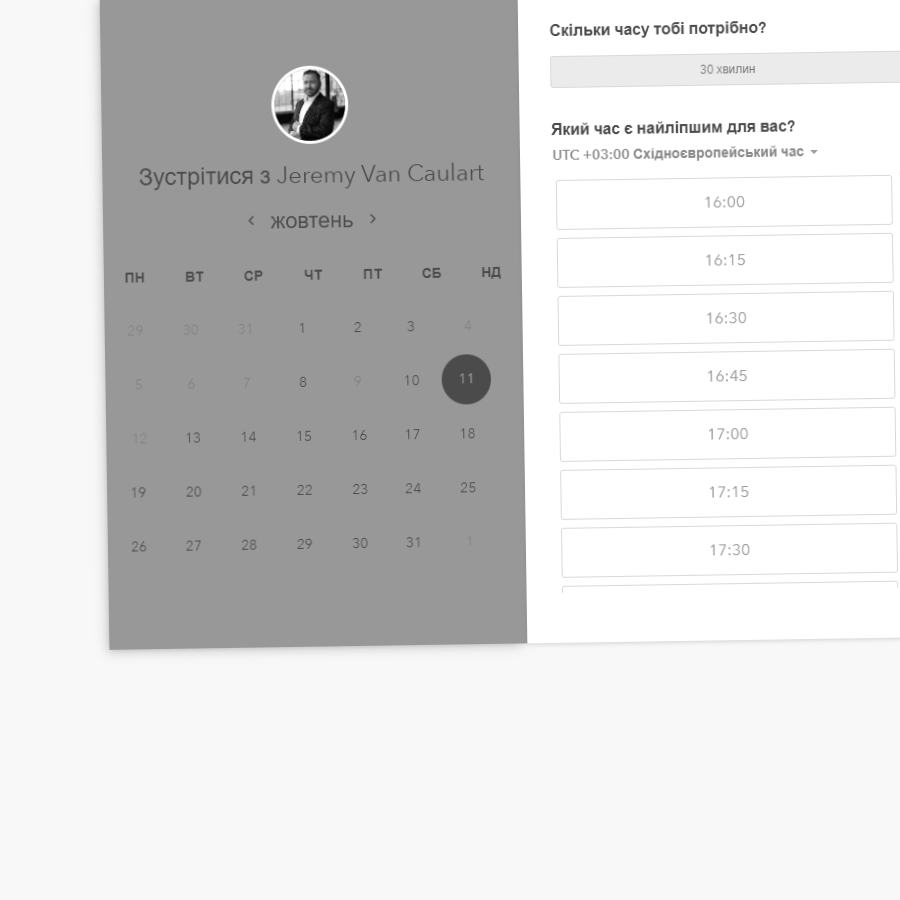 Зустрітися з Jeremy Van Caulart
‹ жовтень ›
ПН ВТ СР ЧТ ПТ СБ НД
29 30 31 1 2 3 4
5 6 7 8 9 10 11
12 13 14 15 16 17 18
19 20 21 22 23 24 25
26 27 28 29 30 31 1
Скільки часу тобі потрібно?
30 хвилин
Який час є найліпшим для вас?
UTC +03:00 Східноєвропейський час
16:00
16:15
16:30
16:45
17:00
17:15
17:30